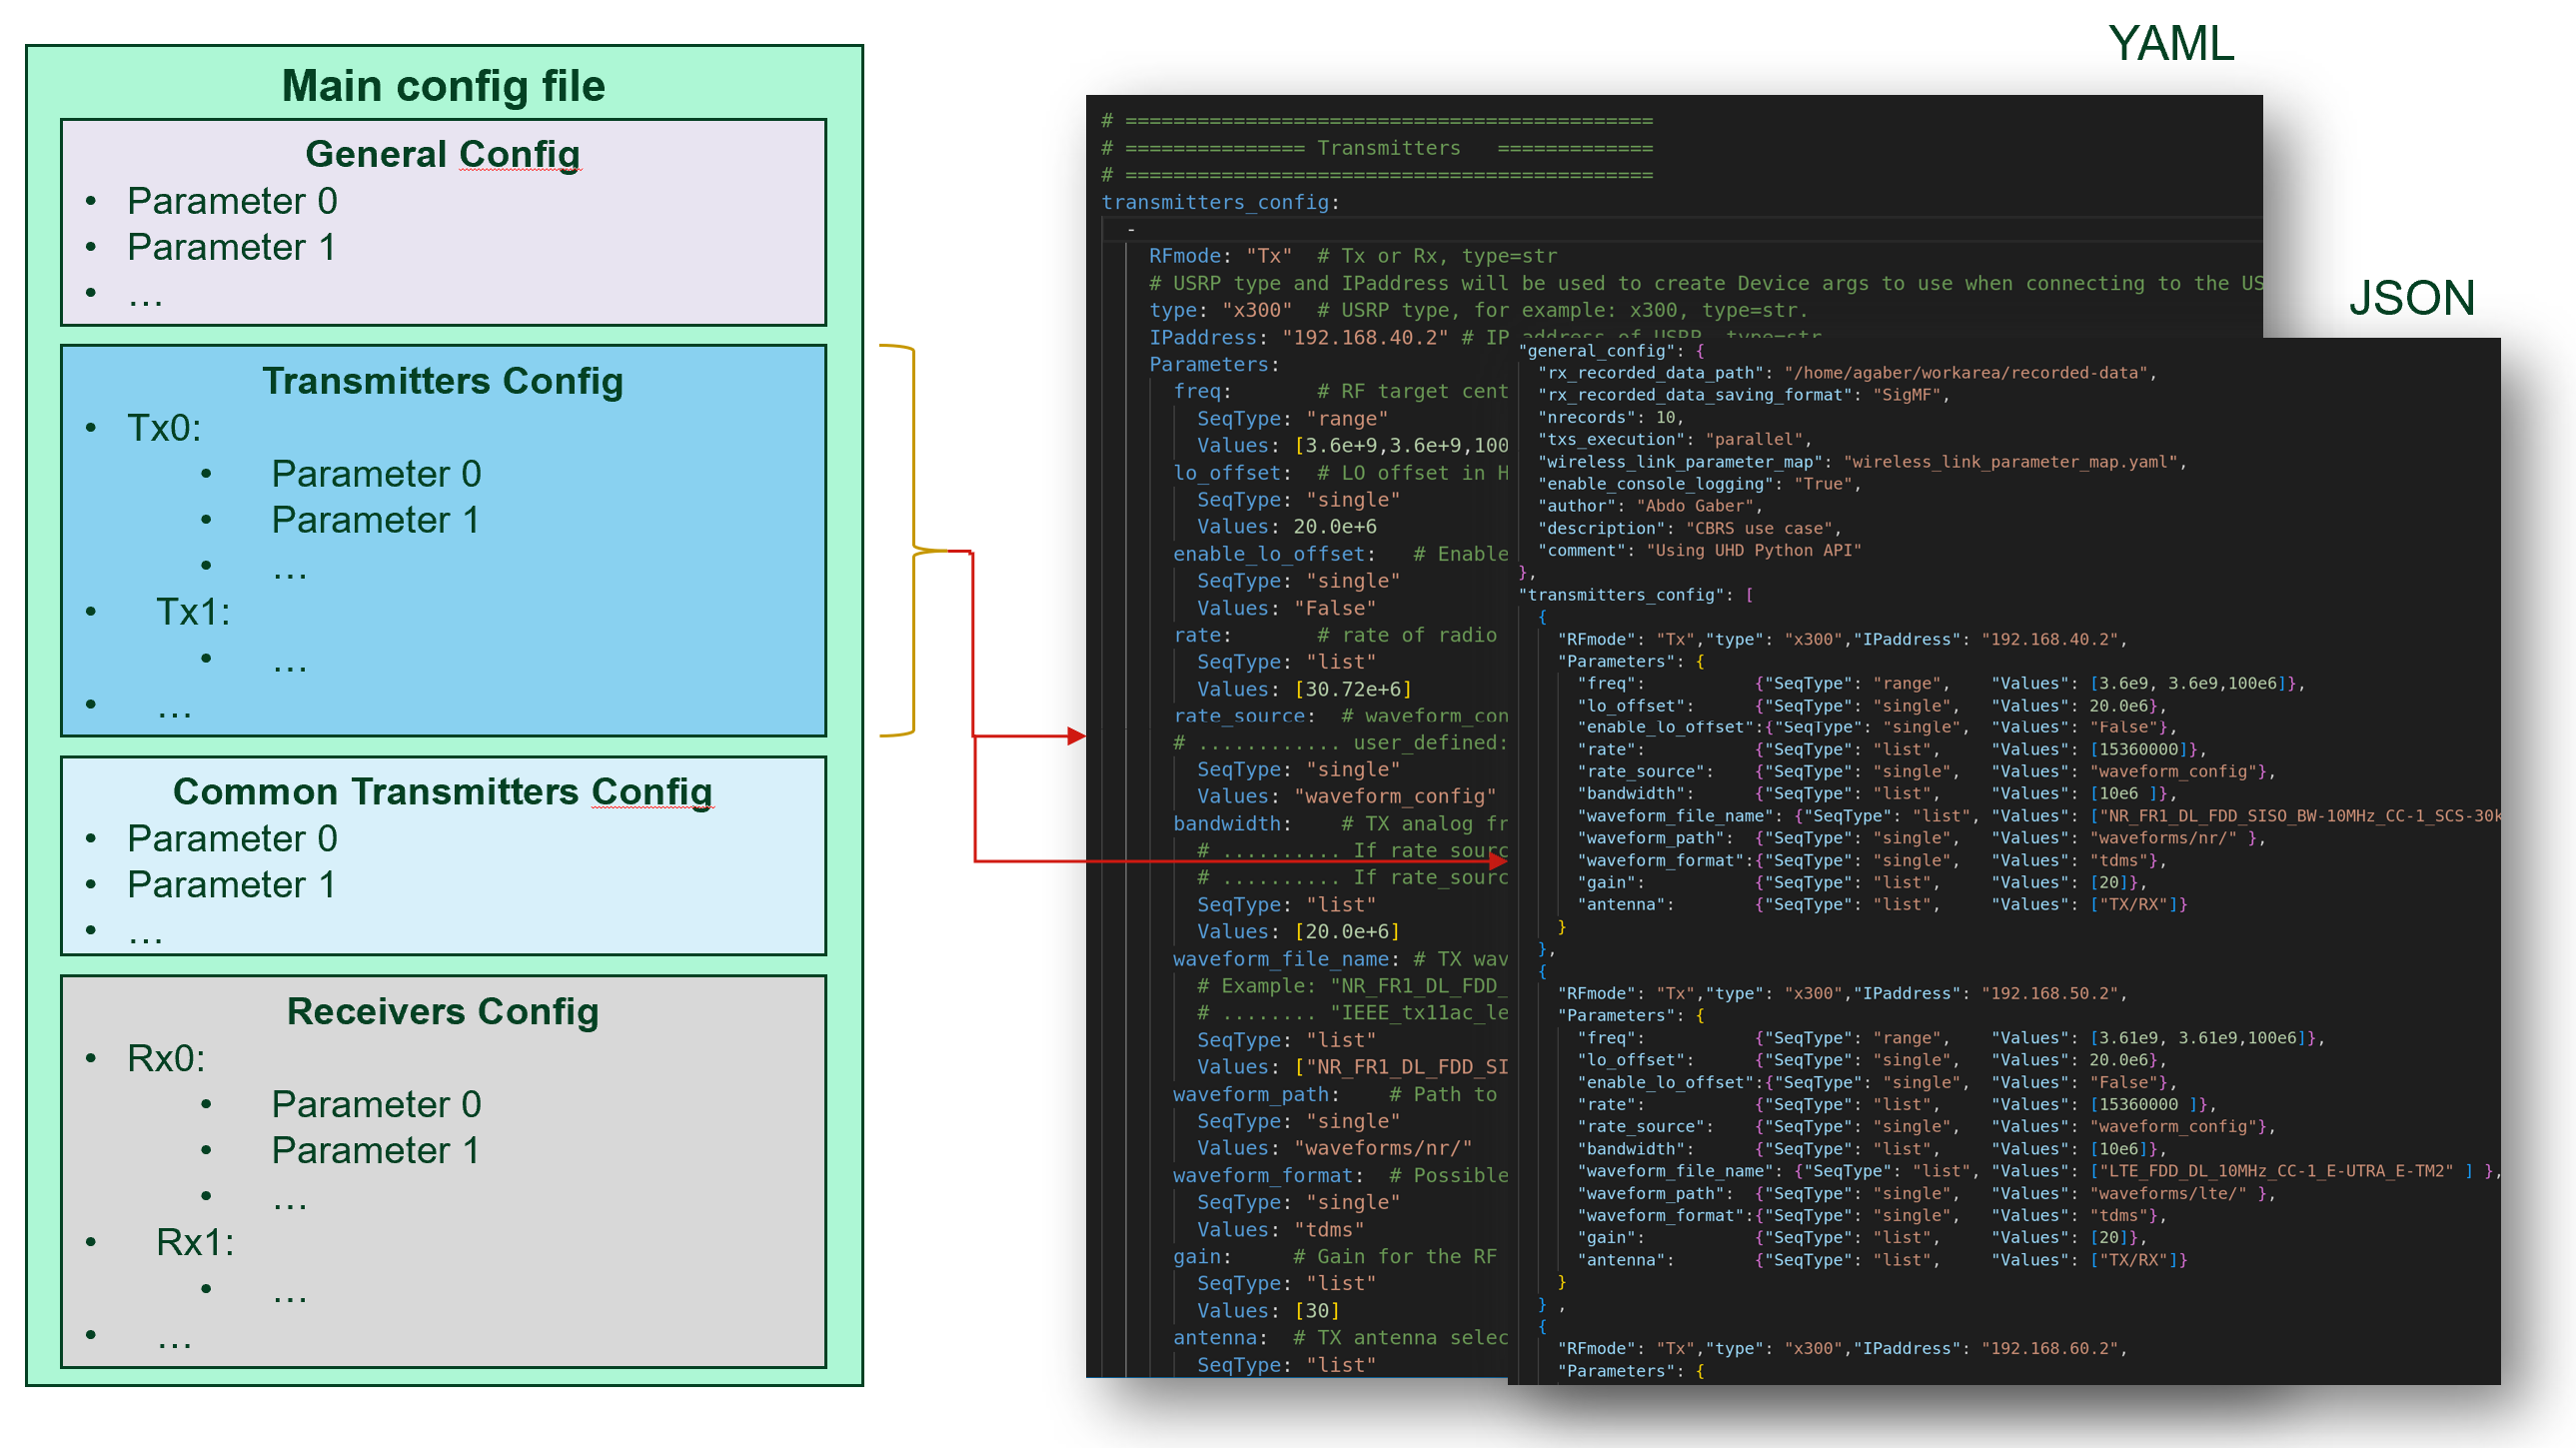 Main config file
General Config
• Parameter 0
• Parameter 1
• …
Transmitters Config
• Tx0:
• Parameter 0
• Parameter 1
• …
• Tx1:
• …
• …
Common Transmitters Config
• Parameter 0
• Parameter 1
• …
Receivers Config
• Rx0:
• Parameter 0
• Parameter 1
• …
• Rx1:
• …
• …
YAML
# ============================================
# =============== Transmitters   =============
# ============================================
transmitters_config:
-
RFmode: "Tx"  # Tx or Rx, type=str
# USRP type and IPaddress will be used to create Device args to use when connecting to the US
type: "x300"  # USRP type, for example: x300, type=str.
IPaddress: "192.168.40.2" # IP address of USRP, type=str
Parameters:
freq:       # RF target cent
SeqType: "range"
Values: [3.6e+9,3.6e+9,100
lo_offset:  # LO offset in H
SeqType: "single"
Values: 20.0e+6
enable_lo_offset:   # Enable
SeqType: "single"
Values: "False"
rate:       # rate of radio
SeqType: "list"
Values: [30.72e+6]
rate_source:  # waveform_con
# ............ user_defined:
SeqType: "single"
Values: "waveform_config"
bandwidth:    # TX analog fr
# .......... If rate sourc
# .......... If rate_sourc
SeqType: "list"
Values: [20.0e+6]
waveform_file_name: # TX wav
# Example: "NR_FR1_DL_FDD_
# ........ "IEEE_tx11ac_le
SeqType: "list"
Values: ["NR_FR1_DL_FDD_SI
waveform_path:    # Path to
SeqType: "single"
Values: "waveforms/nr/"
waveform_format:  # Possible
SeqType: "single"
Values: "tdms"
gain:     # Gain for the RF
SeqType: "list"
Values: [30]
antenna:  # TX antenna selec
SeqType: "list"
JSON
"general_config": {
"rx_recorded_data_path": "/home/agaber/workarea/recorded-data",
"rx_recorded_data_saving_format": "SigMF",
"nrecords": 10,
"txs_execution": "parallel",
"wireless_link_parameter_map": "wireless_link_parameter_map.yaml",
"enable_console_logging": "True",
"author": "Abdo Gaber",
"description": "CBRS use case",
"comment": "Using UHD Python API"
},
"transmitters_config": [
{
"RFmode": "Tx","type": "x300","IPaddress": "192.168.40.2",
"Parameters": {
"freq":           {"SeqType": "range",    "Values": [3.6e9, 3.6e9,100e6]},
"lo_offset":      {"SeqType": "single",   "Values": 20.0e6},
"enable_lo_offset":{"SeqType": "single",  "Values": "False"},
"rate":           {"SeqType": "list",     "Values": [15360000]},
"rate_source":    {"SeqType": "single",   "Values": "waveform_config"},
"bandwidth":      {"SeqType": "list",     "Values": [10e6 ]},
"waveform_file_name": {"SeqType": "list", "Values": ["NR_FR1_DL_FDD_SISO_BW-10MHz_CC-1_SCS-30k
"waveform_path":  {"SeqType": "single",   "Values": "waveforms/nr/" },
"waveform_format":{"SeqType": "single",   "Values": "tdms"},
"gain":           {"SeqType": "list",     "Values": [20]},
"antenna":        {"SeqType": "list",     "Values": ["TX/RX"]}
}
},
{
"RFmode": "Tx","type": "x300","IPaddress": "192.168.50.2",
"Parameters": {
"freq":           {"SeqType": "range",    "Values": [3.61e9, 3.61e9,100e6]},
"lo_offset":      {"SeqType": "single",   "Values": 20.0e6},
"enable_lo_offset":{"SeqType": "single",  "Values": "False"},
"rate":           {"SeqType": "list",     "Values": [15360000 ]},
"rate_source":    {"SeqType": "single",   "Values": "waveform_config"},
"bandwidth":      {"SeqType": "list",     "Values": [10e6]},
"waveform_file_name": {"SeqType": "list", "Values": ["LTE_FDD_DL_10MHz_CC-1_E-UTRA_E-TM2" ] },
"waveform_path":  {"SeqType": "single",   "Values": "waveforms/lte/" },
"waveform_format":{"SeqType": "single",   "Values": "tdms"},
"gain":           {"SeqType": "list",     "Values": [20]},
"antenna":        {"SeqType": "list",     "Values": ["TX/RX"]}
}
} ,
{
"RFmode": "Tx","type": "x300","IPaddress": "192.168.60.2",
"Parameters": {